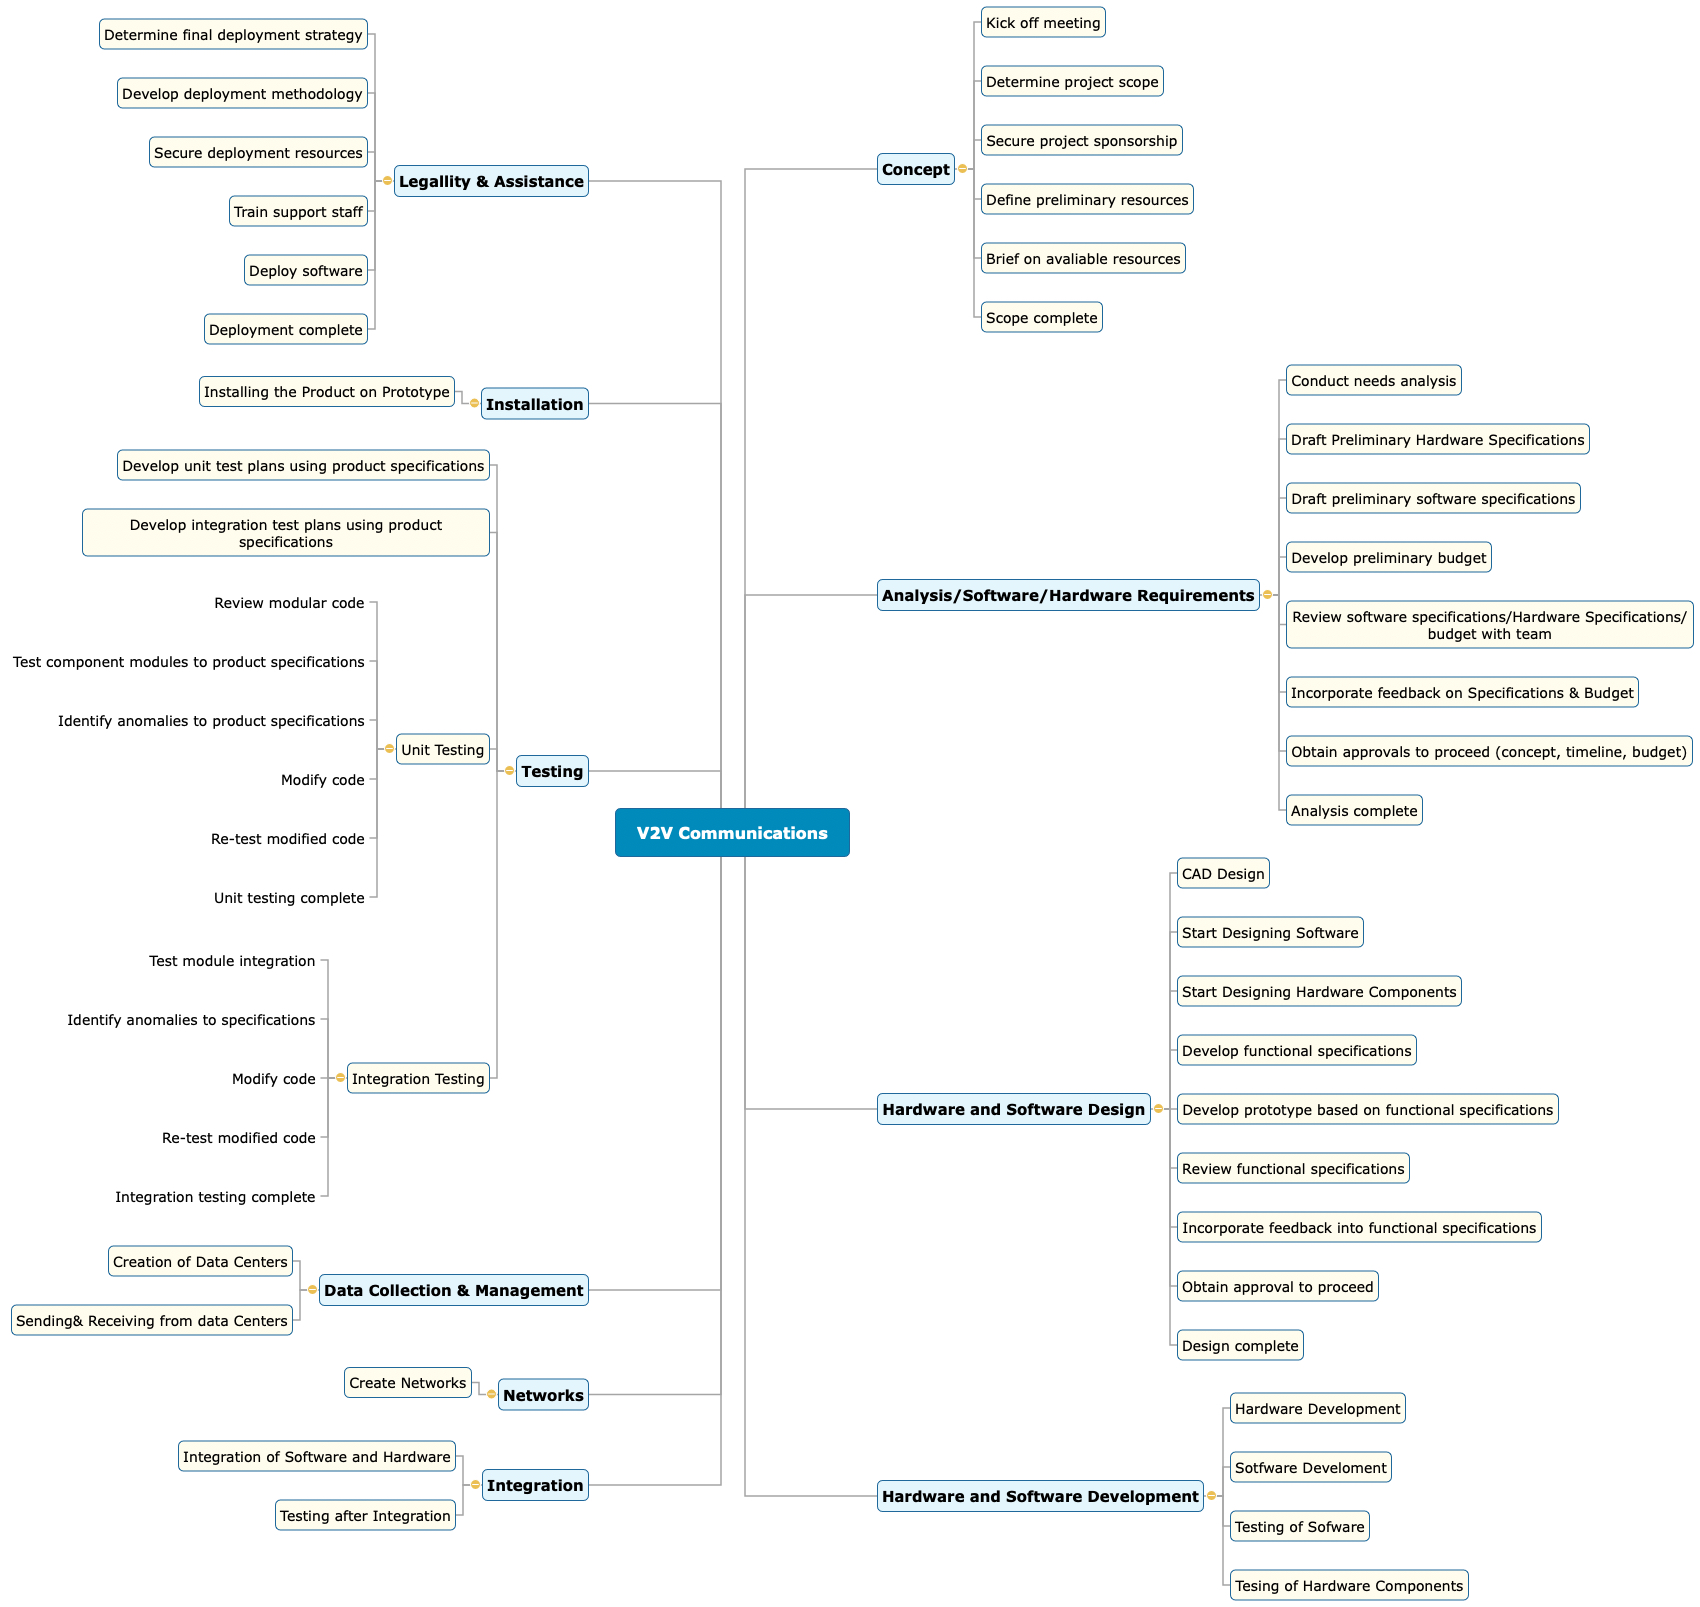 V2V Communications
Concept
Kick off meeting
Determine project scope
Secure project sponsorship
Define preliminary resources
Brief on avaliable resources
Scope complete
Analysis/Software/Hardware Requirements
Conduct needs analysis
Draft Preliminary Hardware Specifications
Draft preliminary software specifications
Develop preliminary budget
Review software specifications/Hardware Specifications/
budget with team
Incorporate feedback on Specifications & Budget
Obtain approvals to proceed (concept, timeline, budget)
Analysis complete
Hardware and Software Design
CAD Design
Start Designing Software
Start Designing Hardware Components
Develop functional specifications
Develop prototype based on functional specifications
Review functional specifications
Incorporate feedback into functional specifications
Obtain approval to proceed
Design complete
Hardware and Software Development
Hardware Development
Sotfware Develoment
Testing of Sofware
Tesing of Hardware Components
Legallity & Assistance
Determine final deployment strategy
Develop deployment methodology
Secure deployment resources
Train support staff
Deploy software
Deployment complete
Installation
Installing the Product on Prototype
Testing
Develop unit test plans using product specifications
Develop integration test plans using product
specifications
Unit Testing
Review modular code
Test component modules to product specifications
Identify anomalies to product specifications
Modify code
Re-test modified code
Unit testing complete
Integration Testing
Test module integration
Identify anomalies to specifications
Modify code
Re-test modified code
Integration testing complete
Data Collection & Management
Creation of Data Centers
Sending& Receiving from data Centers
Networks
Create Networks
Integration
Integration of Software and Hardware
Testing after Integration